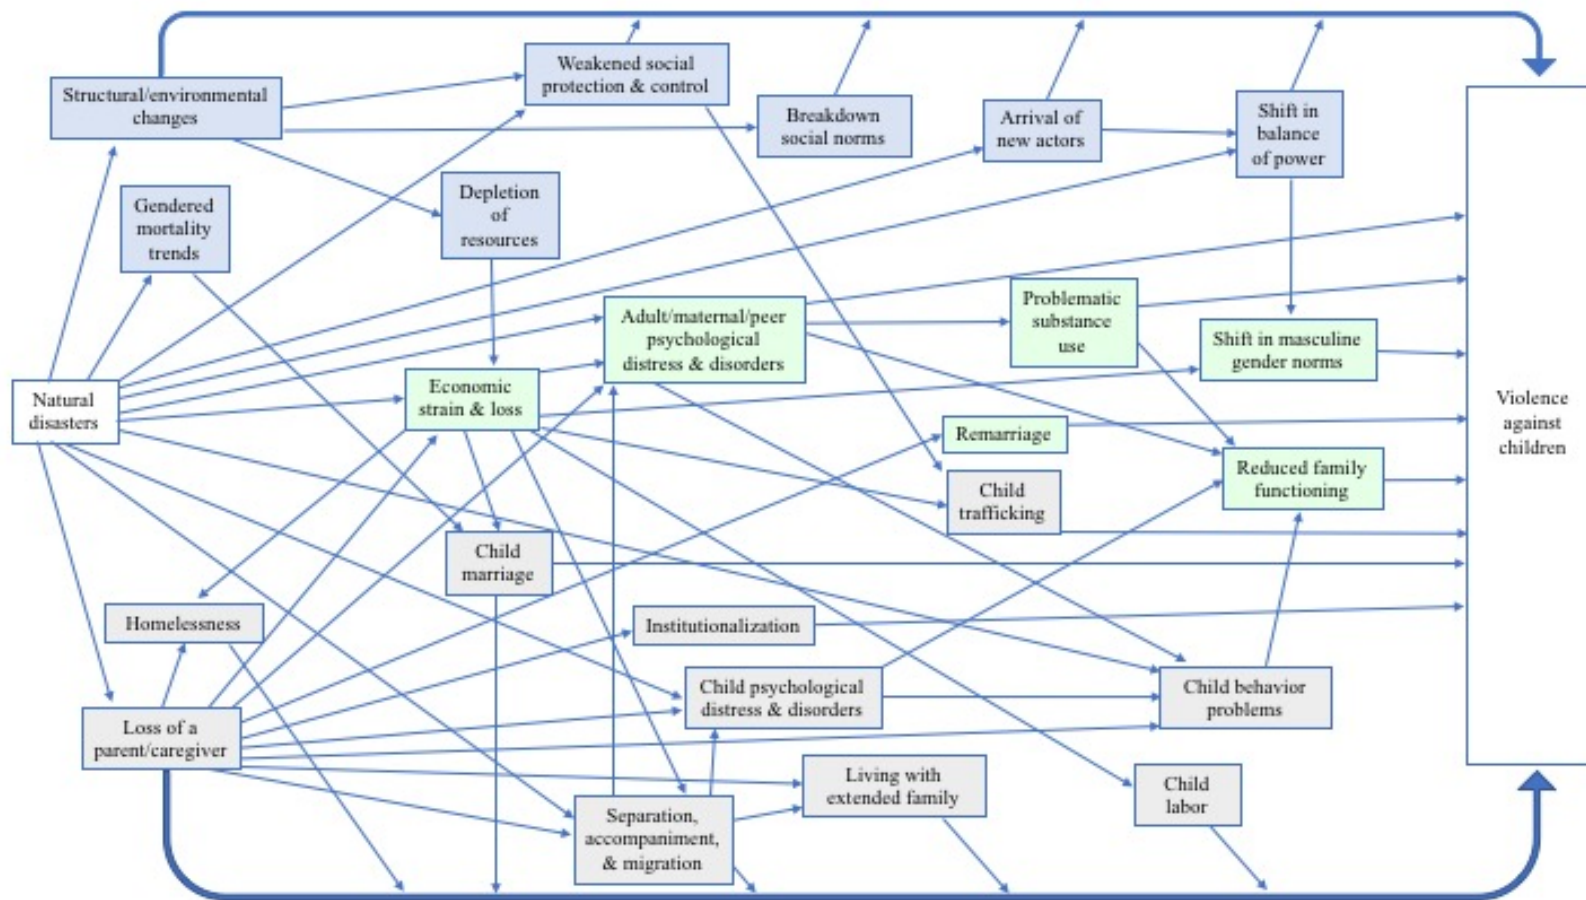 Structural/environmental
changes
Weakened social
protection & control
Breakdown
social norms
Arrival of
new actors
Shift in
balance
of power
Gendered
mortality
trends
Depletion
of
resources
Adult/maternal/peer
psychological
distress & disorders
Problematic
substance
use
Shift in masculine
gender norms
Natural
disasters
Economic
strain & loss
Remarriage
Violence
against
children
Reduced family
functioning
Child
trafficking
Child
marriage
Homelessness
Institutionalization
Child psychological
distress & disorders
Child behavior
problems
Loss of a
parent/caregiver
Living with
extended family
Child
labor
Separation,
accompaniment,
& migration